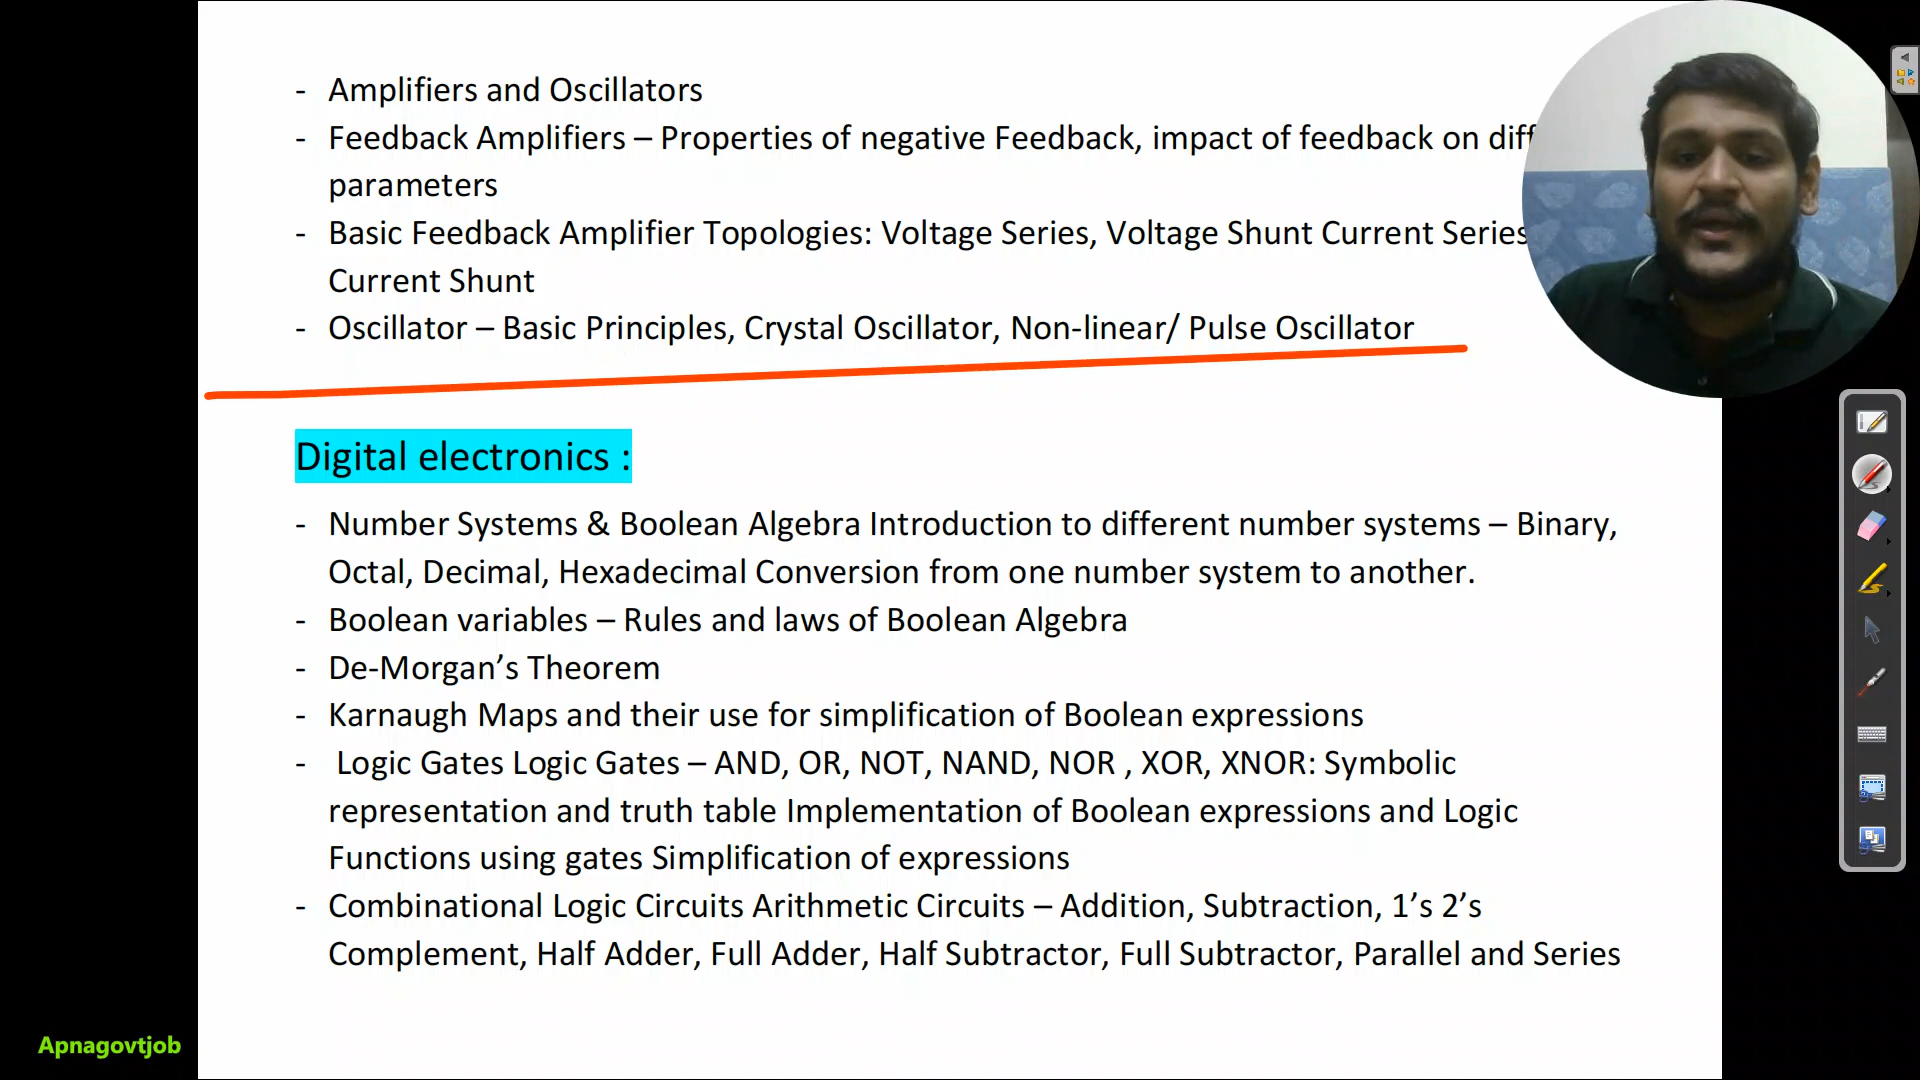 - Amplifiers and Oscillators
- Feedback Amplifiers – Properties of negative Feedback, impact of feedback on
parameters
- Basic Feedback Amplifier Topologies: Voltage Series, Voltage Shunt Current Series
Current Shunt
- Oscillator – Basic Principles, Crystal Oscillator, Non-linear/ Pulse Oscillator
Digital electronics :
- Number Systems & Boolean Algebra Introduction to different number systems – Binary,
Octal, Decimal, Hexadecimal Conversion from one number system to another.
- Boolean variables – Rules and laws of Boolean Algebra
- De-Morgan’s Theorem
- Karnaugh Maps and their use for simplification of Boolean expressions
- Logic Gates Logic Gates – AND, OR, NOT, NAND, NOR , XOR, XNOR: Symbolic
representation and truth table Implementation of Boolean expressions and Logic
Functions using gates Simplification of expressions
- Combinational Logic Circuits Arithmetic Circuits – Addition, Subtraction, 1’s 2’s
Complement, Half Adder, Full Adder, Half Subtractor, Full Subtractor, Parallel and Series
Apnagovtjob